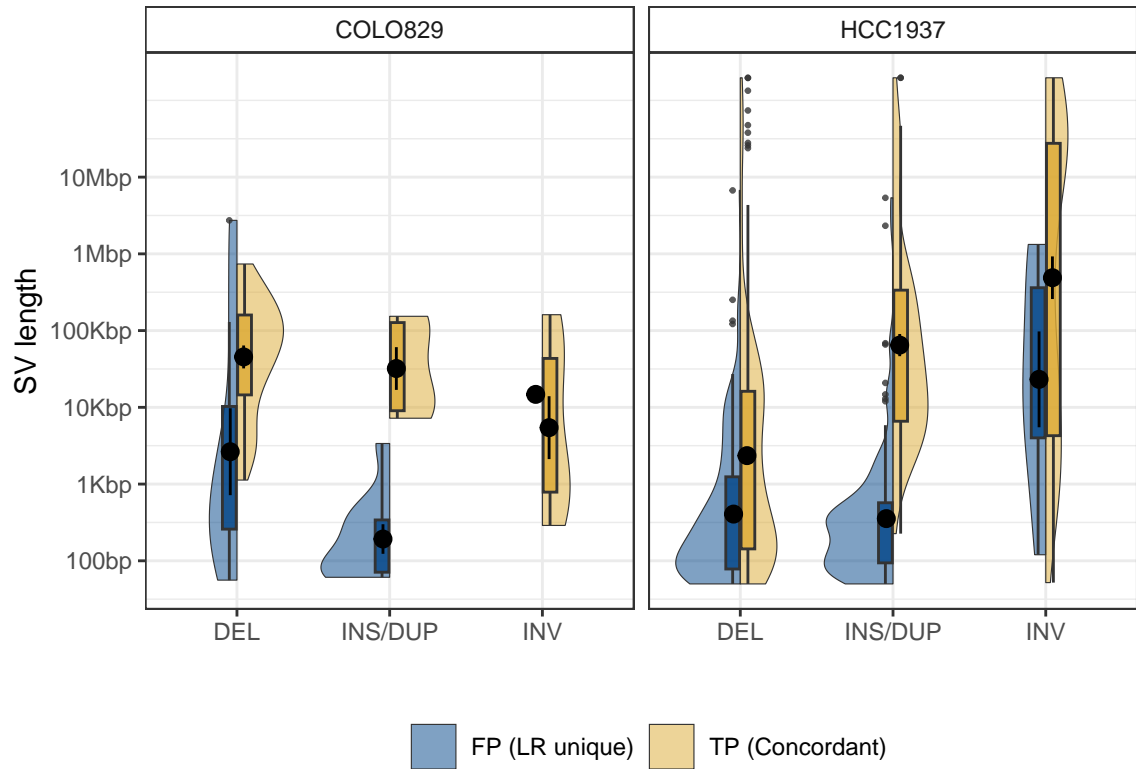 COLO829
HCC1937
SV length
10Mbp
1Mbp
100Kbp
10Kbp
1Kbp
100bp
DEL
INS/DUP
INV
DEL
INS/DUP
INV
FP (LR unique)
TP (Concordant)